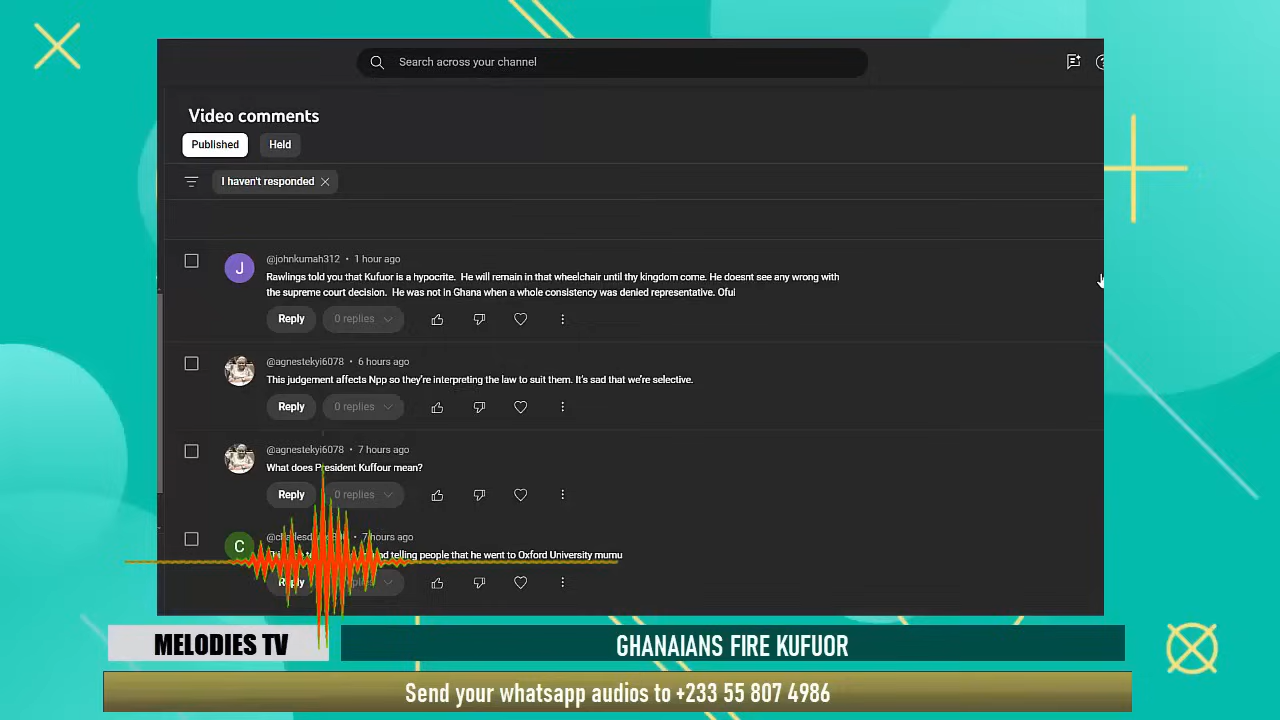 Search across your channel
Video comments
Published
Held
I haven't responded
J
@johnkumah312 • 1 hour ago
Rawlings told you that Kufuor is a hypocrite. He will remain in that wheelchair until thy kingdom come. He doesnt see any wrong with
the supreme court decision. He was not in Ghana when a whole consistency was denied representative. Oful
Reply 0 replies
@agnestekyi6078 • 6 hours ago
This judgement affects Npp so they're interpreting the law to suit them. It's sad that we're selective.
Reply 0 replies
@agnestekyi6078 • 7 hours ago
What does President Kuffour mean?
Reply 0 replies
C
7 hours ago
telling people that he went to Oxford University mumu
Reply
MELODIES TV
GHANAIANS FIRE KUFUOR
Send your whatsapp audios to +233 55 807 4986